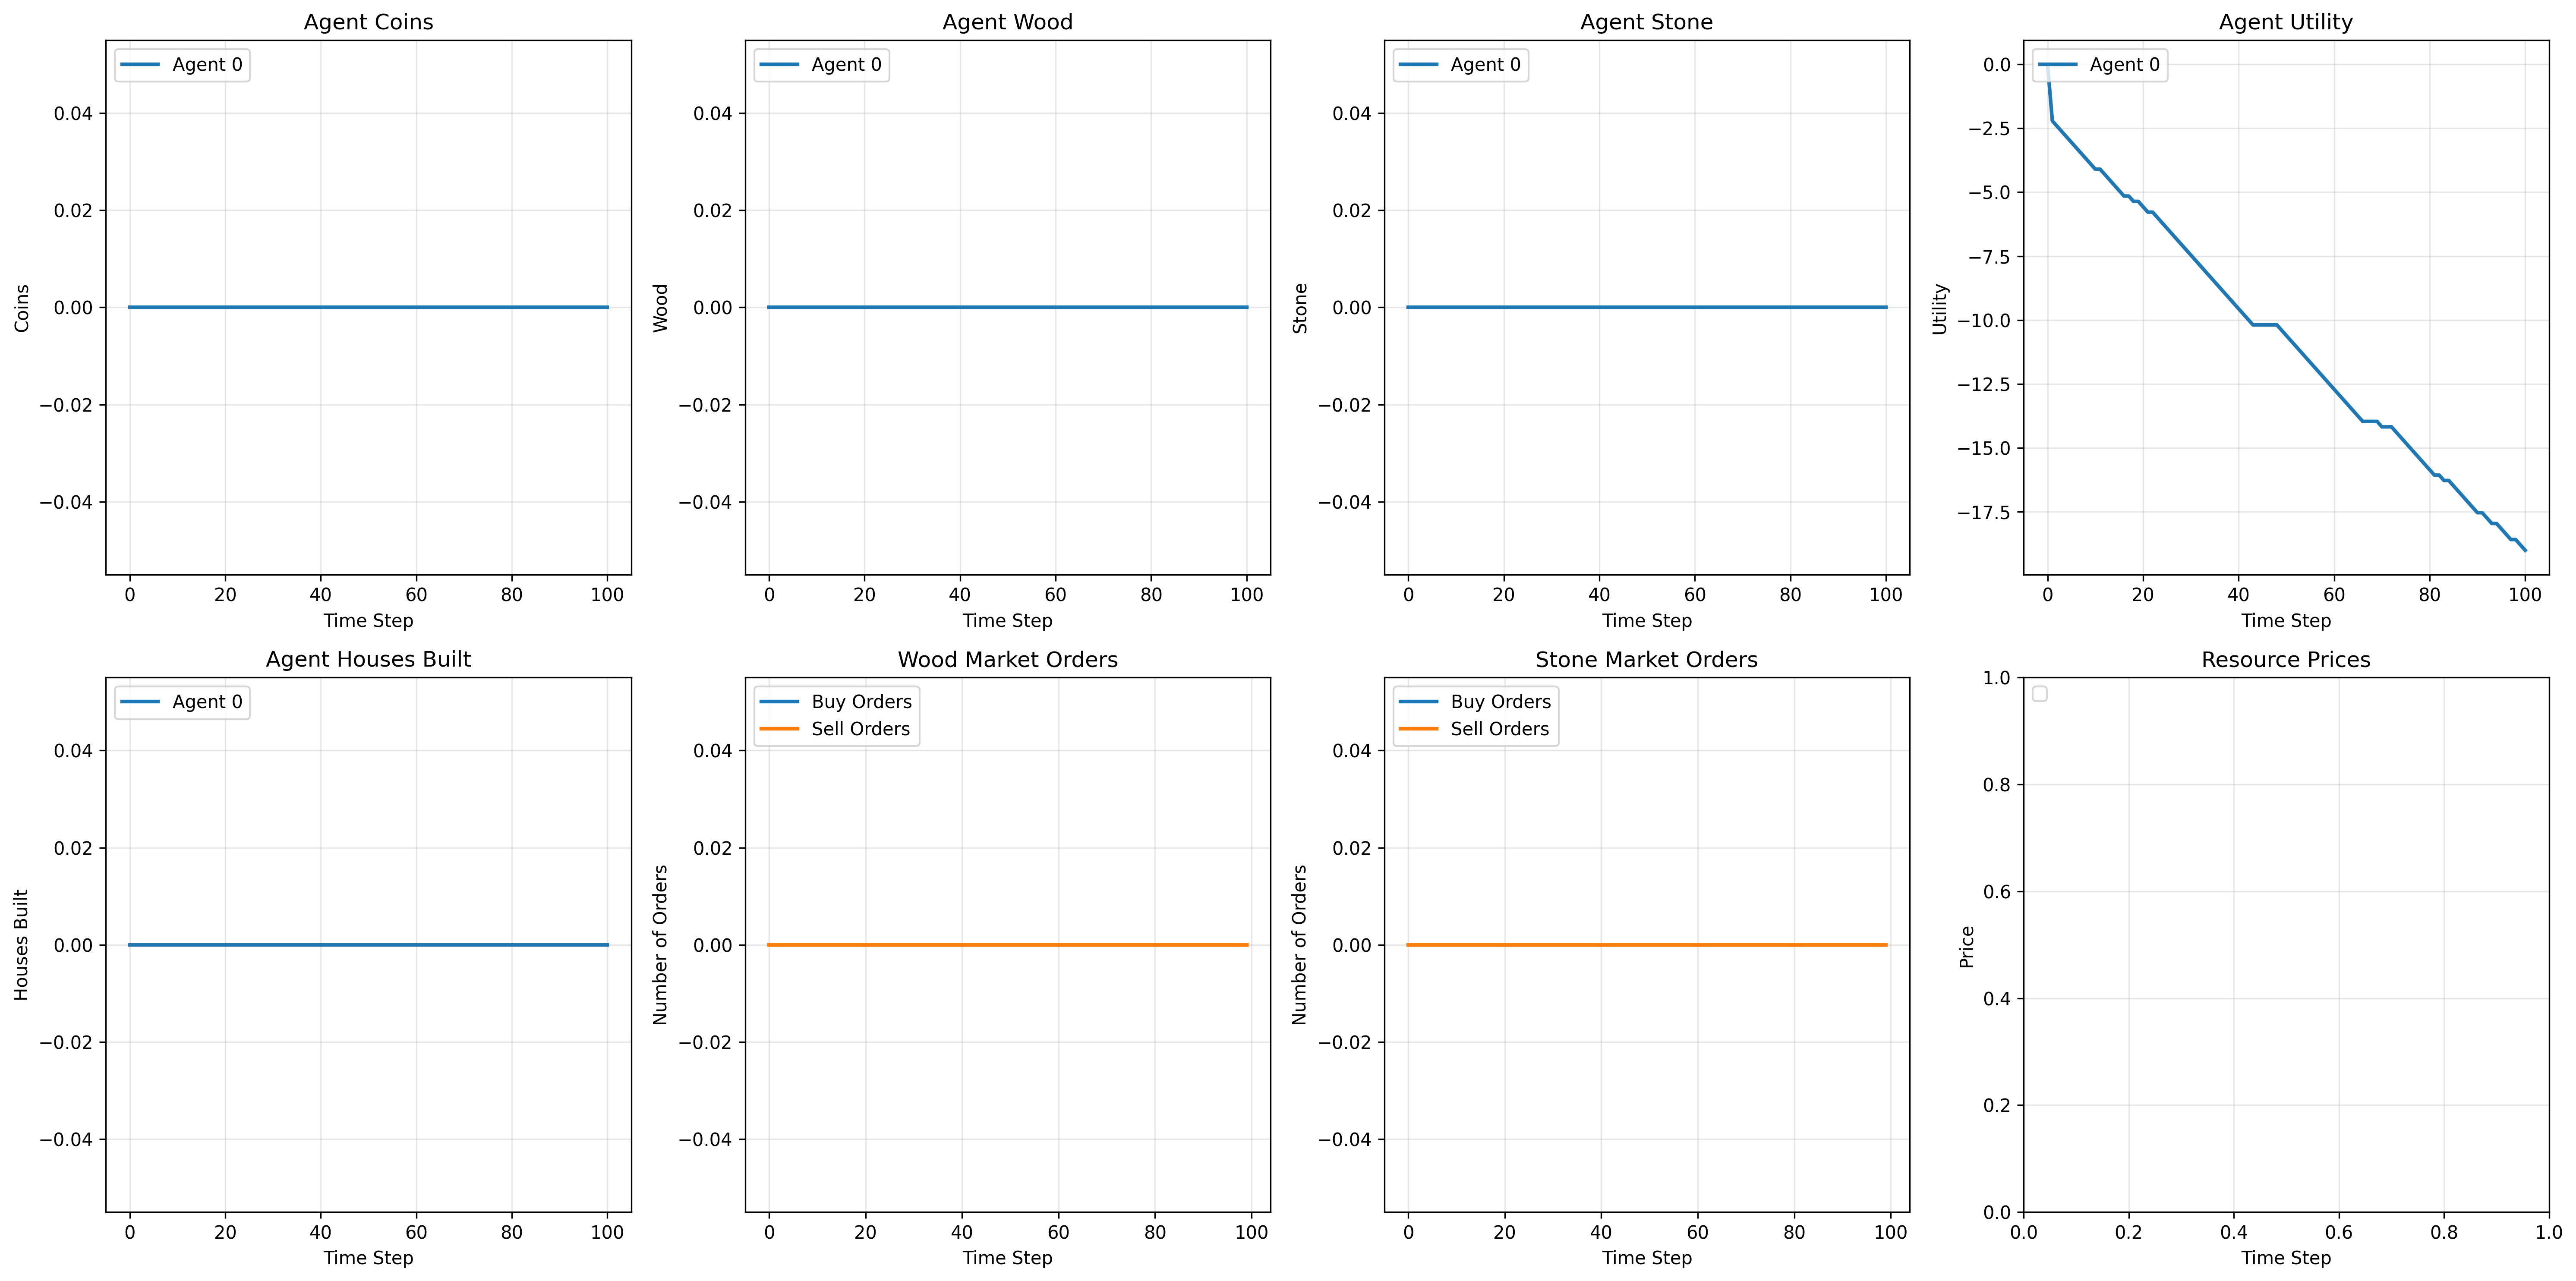 Agent Coins
Agent 0
0.04
0.02
0.00
−0.02
−0.04
Coins
0
20
40
60
80
100
Time Step
Agent Wood
Agent 0
0.04
0.02
0.00
−0.02
−0.04
Wood
0
20
40
60
80
100
Time Step
Agent Stone
Agent 0
0.04
0.02
0.00
−0.02
−0.04
Stone
0
20
40
60
80
100
Time Step
Agent Utility
Agent 0
0.0
−2.5
−5.0
−7.5
−10.0
−12.5
−15.0
−17.5
Utility
0
20
40
60
80
100
Time Step
Agent Houses Built
Agent 0
0.04
0.02
0.00
−0.02
−0.04
Houses Built
0
20
40
60
80
100
Time Step
Wood Market Orders
Buy Orders
Sell Orders
0.04
0.02
0.00
−0.02
−0.04
Number of Orders
0
20
40
60
80
100
Time Step
Stone Market Orders
Buy Orders
Sell Orders
0.04
0.02
0.00
−0.02
−0.04
Number of Orders
0
20
40
60
80
100
Time Step
Resource Prices
1.0
0.8
0.6
0.4
0.2
0.0
Price
0.0
0.2
0.4
0.6
0.8
1.0
Time Step